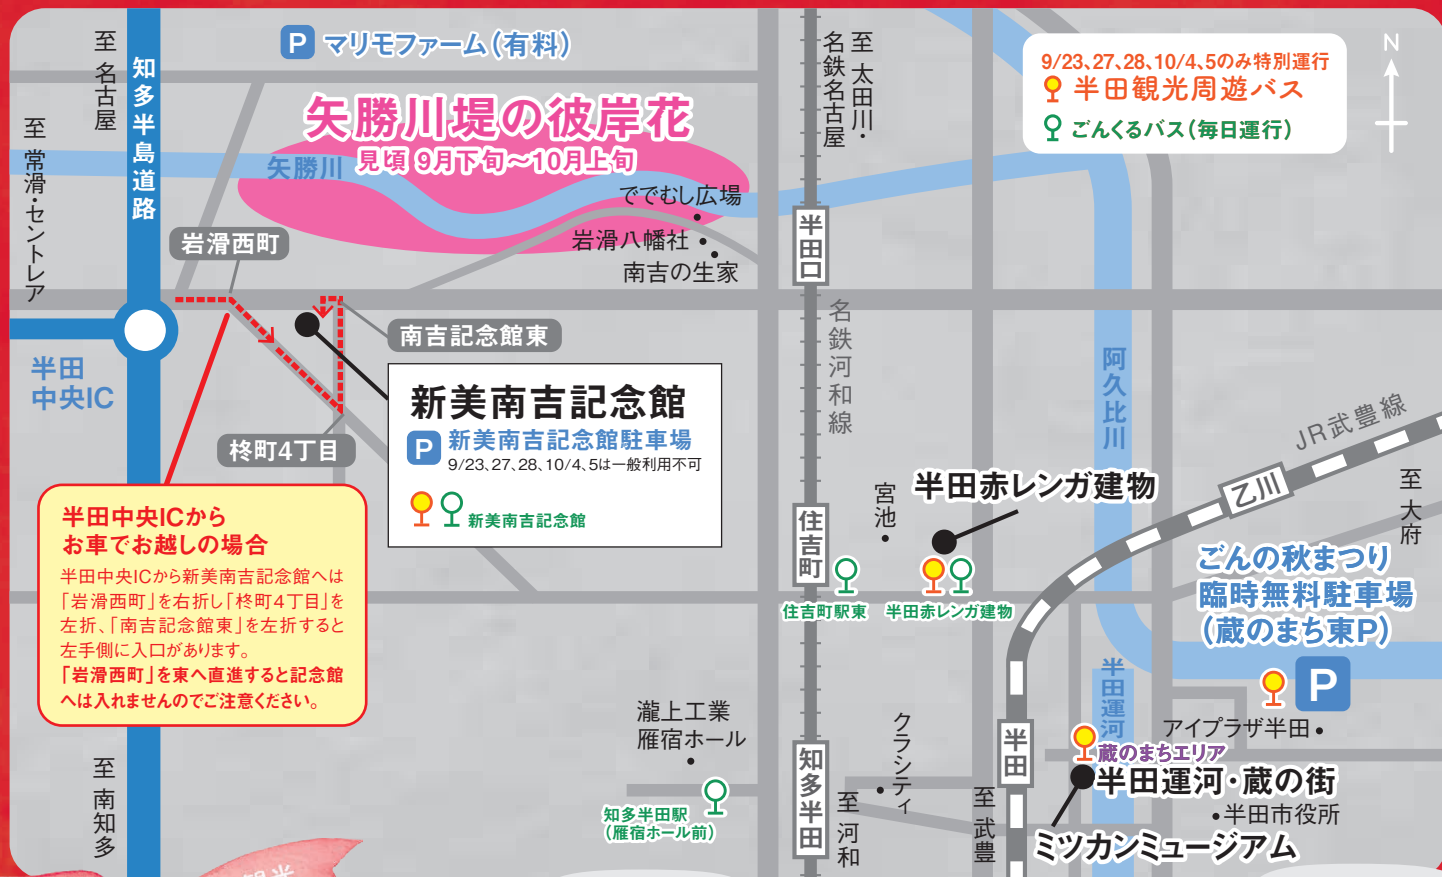 至 名古屋
知多半島道路
P マリモファーム(有料)
至 太田川・
名鉄名古屋
9/23、27、28、10/4、5のみ特別運行
半田観光周遊バス
ごんくるバス(毎日運行)
N
至 常滑・セントレア
矢勝川堤の彼岸花
見頃 9月下旬～10月上旬
矢勝川
ででむし広場
岩滑八幡社
南吉の生家
半田口
岩滑西町
名鉄河和線
南吉記念館東
半田
中央IC
新美南吉記念館
P 新美南吉記念館駐車場
9/23、27、28、10/4、5は一般利用不可
新美南吉記念館
柊町4丁目
阿久比川
JR武豊線
乙川
至 大府
半田中央ICから
お車でお越しの場合
半田中央ICから新美南吉記念館へは
「岩滑西町」を右折し「柊町4丁目」を
左折、「南吉記念館東」を左折すると
左手側に入口があります。
「岩滑西町」を東へ直進すると記念館
へは入れませんのでご注意ください。
宮池
半田赤レンガ建物
住吉町
住吉町駅東
半田赤レンガ建物
ごんの秋まつり
臨時無料駐車場
(蔵のまち東P)
P
半田運河
アイプラザ半田
蔵のまちエリア
半田運河・蔵の街
半田市役所
ミツカンミュージアム
半田
至 武豊
クラシティ
知多半田
至 河和
瀧上工業
雁宿ホール
知多半田駅
(雁宿ホール前)
至 南知多